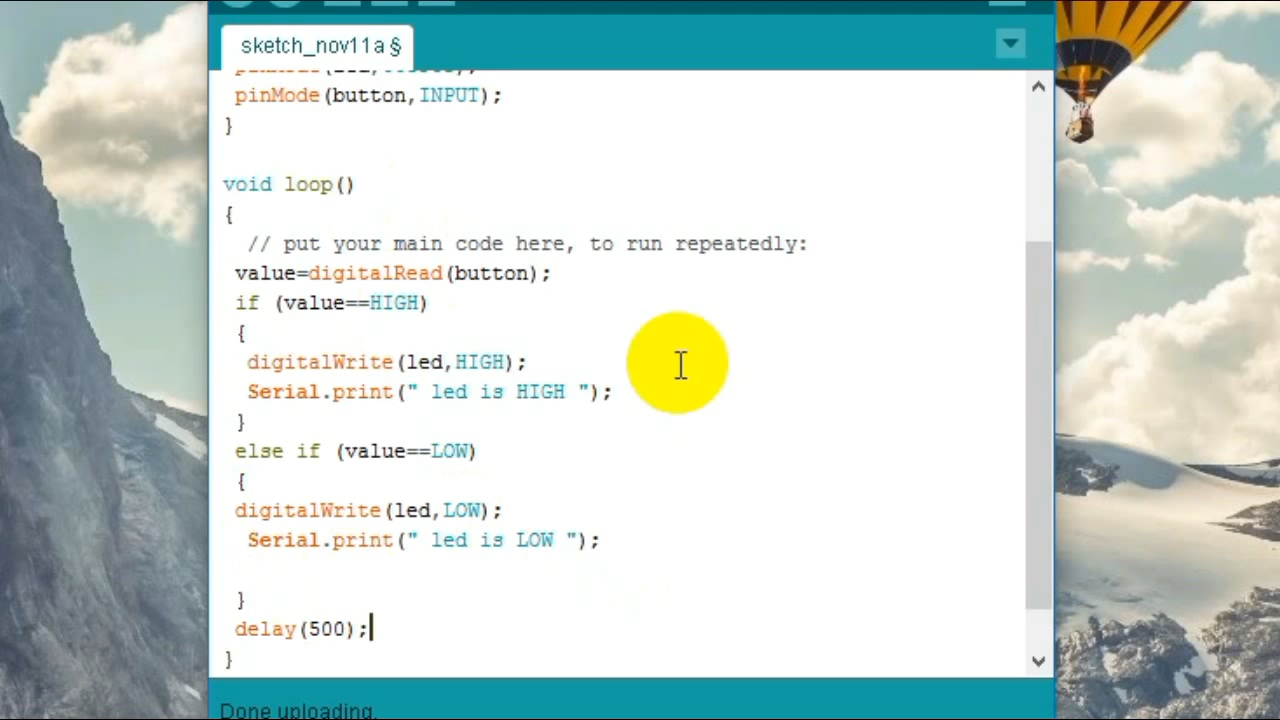 sketch_nov11a §
pinMode(button,INPUT);
}
void loop()
{
// put your main code here, to run repeatedly:
value=digitalRead(button);
if (value==HIGH)
{
digitalWrite(led,HIGH);
Serial.print(" led is HIGH ");
}
else if (value==LOW)
{
digitalWrite(led,LOW);
Serial.print(" led is LOW ");
}
delay(500);
}
Done uploading.